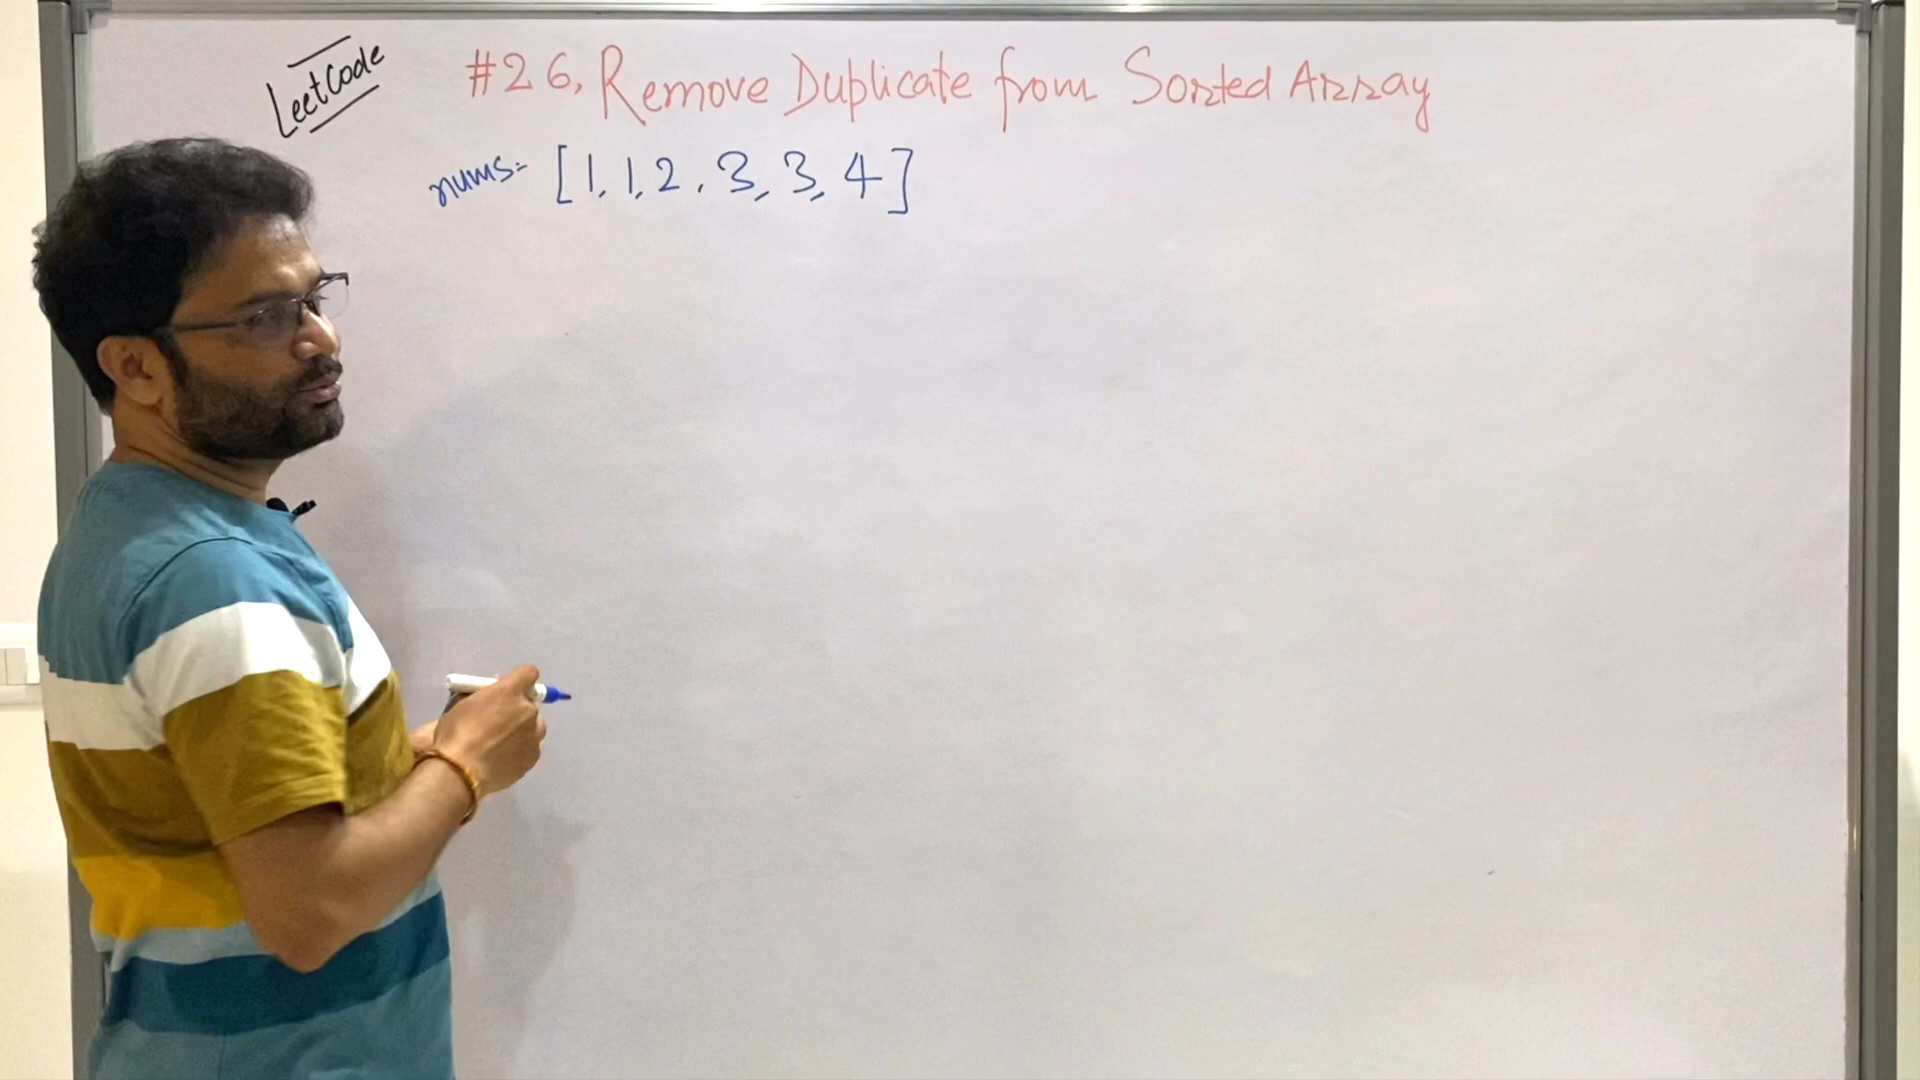 LeetCode
#26, Remove Duplicate from Sorted Array
nums= [1, 1, 2, 3, 3, 4]